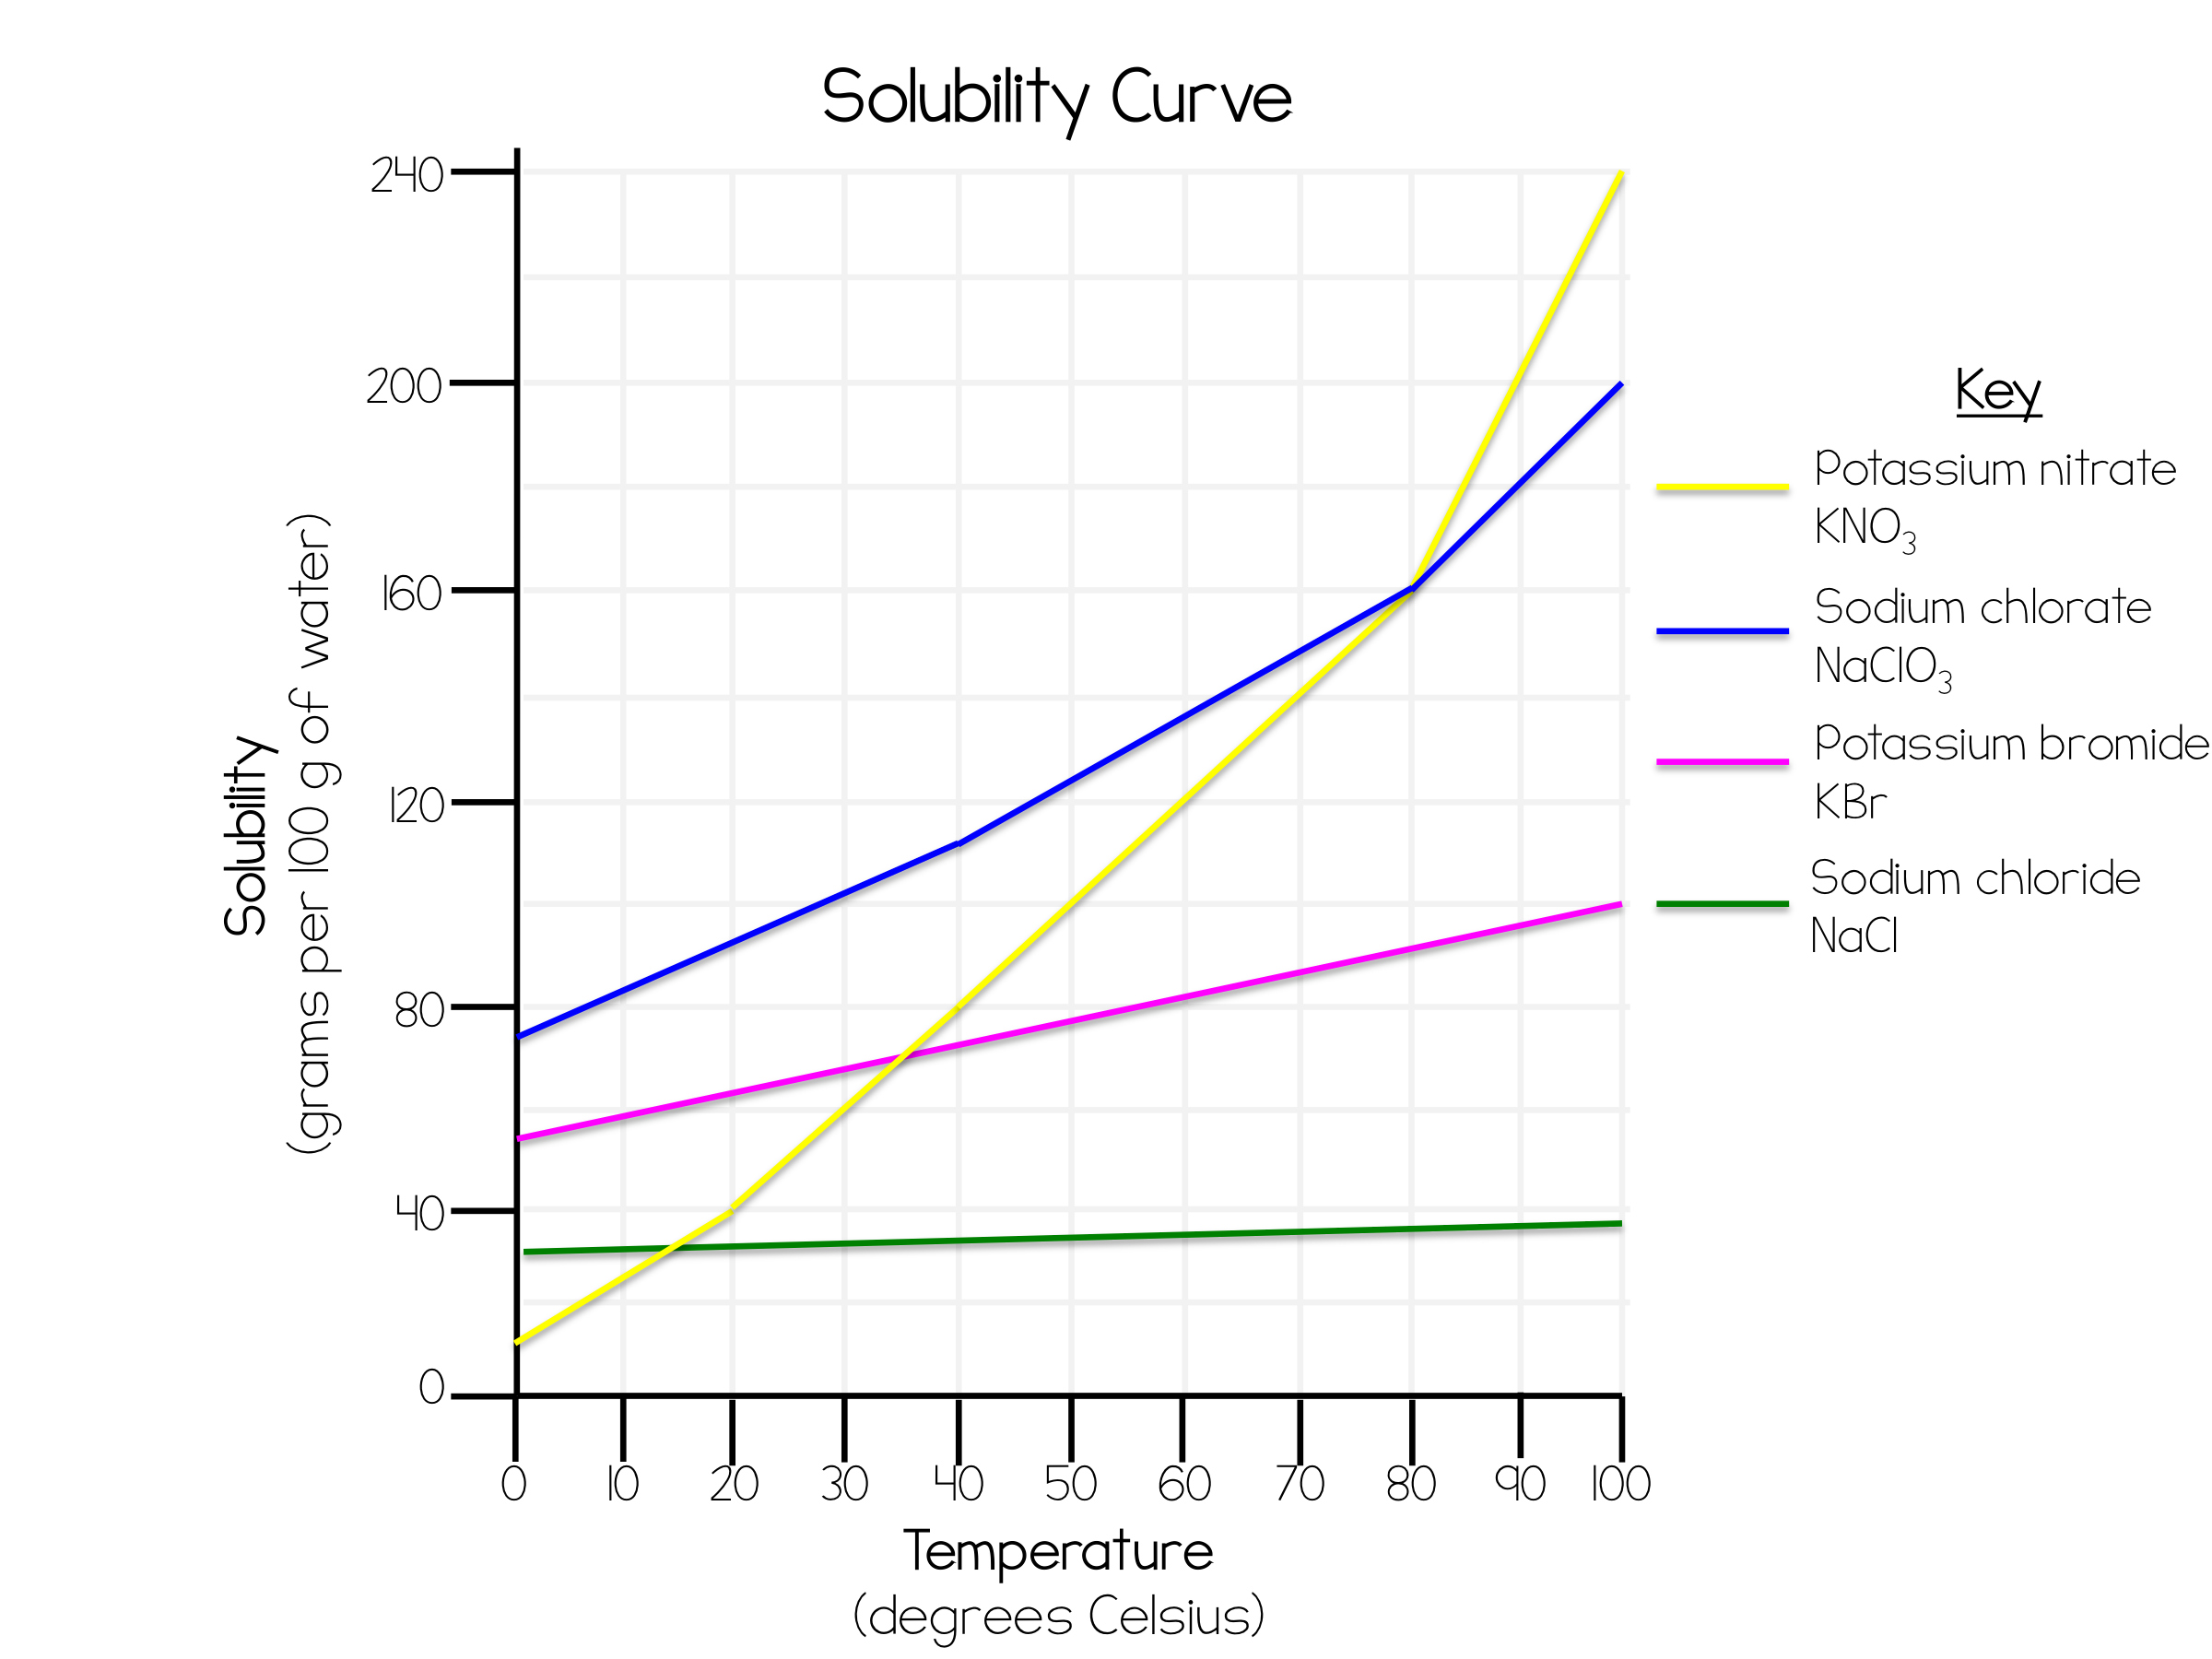 Solubility Curve
240
200
160
120
80
40
0
Solubility
(grams per 100 g of water)
0 10 20 30 40 50 60 70 80 90 100
Temperature
(degrees Celsius)
Key
Potassium nitrate
KNO₃
Sodium chlorate
NaClO₃
Potassium bromide
KBr
Sodium chloride
NaCl